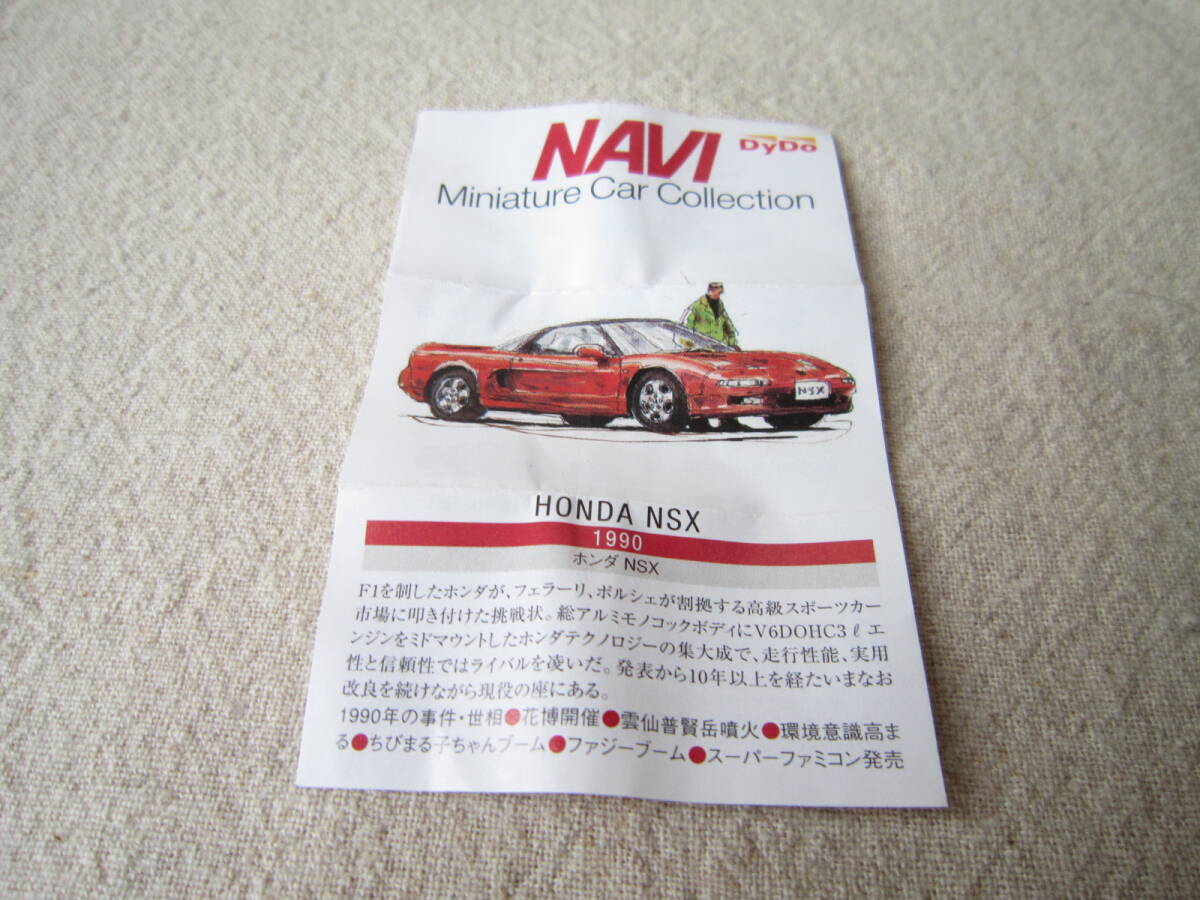 NAVI
DyDo
Miniature Car Collection
NSX
HONDA NSX
1990
ホンダ NSX
F1を制したホンダが、フェラーリ、ポルシェが割拠する高級スポーツカー
市場に叩き付けた挑戦状。総アルミモノコックボディにV6DOHC3ℓエ
ンジンをミドマウントしたホンダテクノロジーの集大成で、走行性能、実用
性と信頼性ではライバルを凌いだ。発表から10年以上を経たいまなお
改良を続けながら現役の座にある。
1990年の事件・世相●花博開催●雲仙普賢岳噴火●環境意識高ま
る●ちびまる子ちゃんブーム●ファジーブーム●スーパーファミコン発売